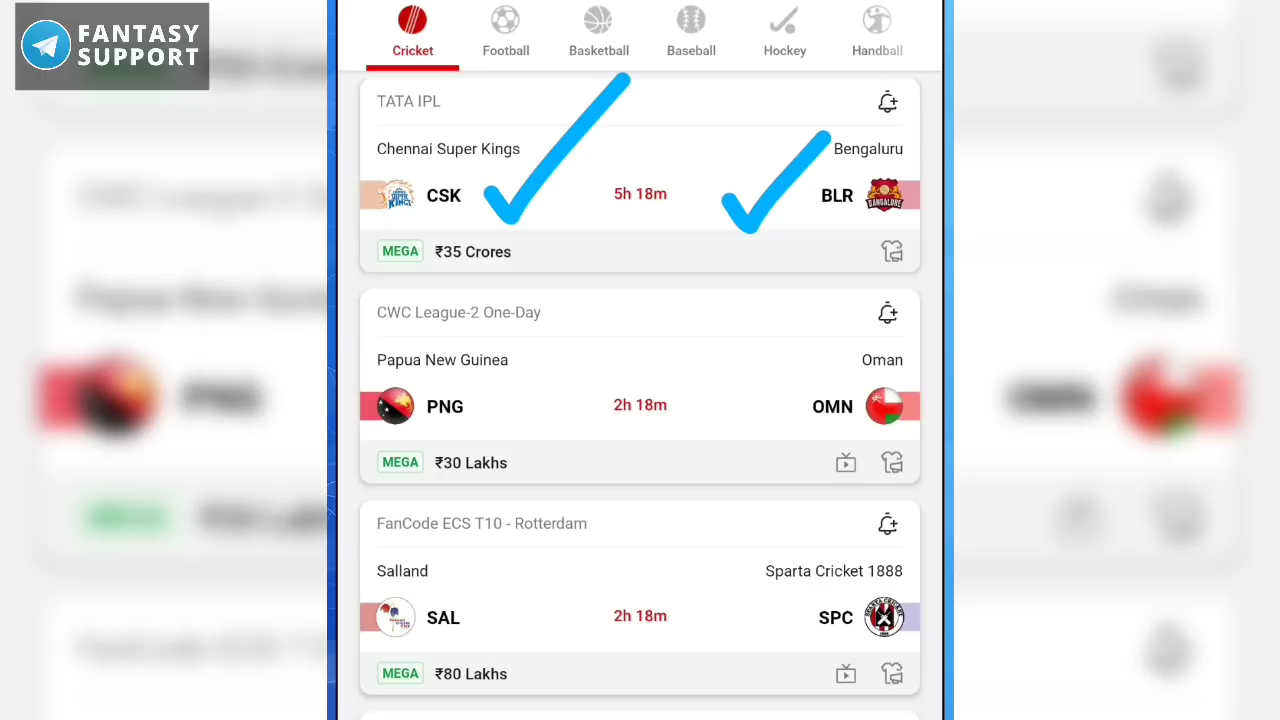 FANTASY
SUPPORT
Cricket
Football
Basketball
Baseball
Hockey
Handball
TATA IPL
Chennai Super Kings
Bengaluru
CSK
5h 18m
BLR
MEGA ₹35 Crores
CWC League-2 One-Day
Papua New Guinea
Oman
PNG
2h 18m
OMN
MEGA ₹30 Lakhs
FanCode ECS T10 - Rotterdam
Salland
Sparta Cricket 1888
SAL
2h 18m
SPC
MEGA ₹80 Lakhs